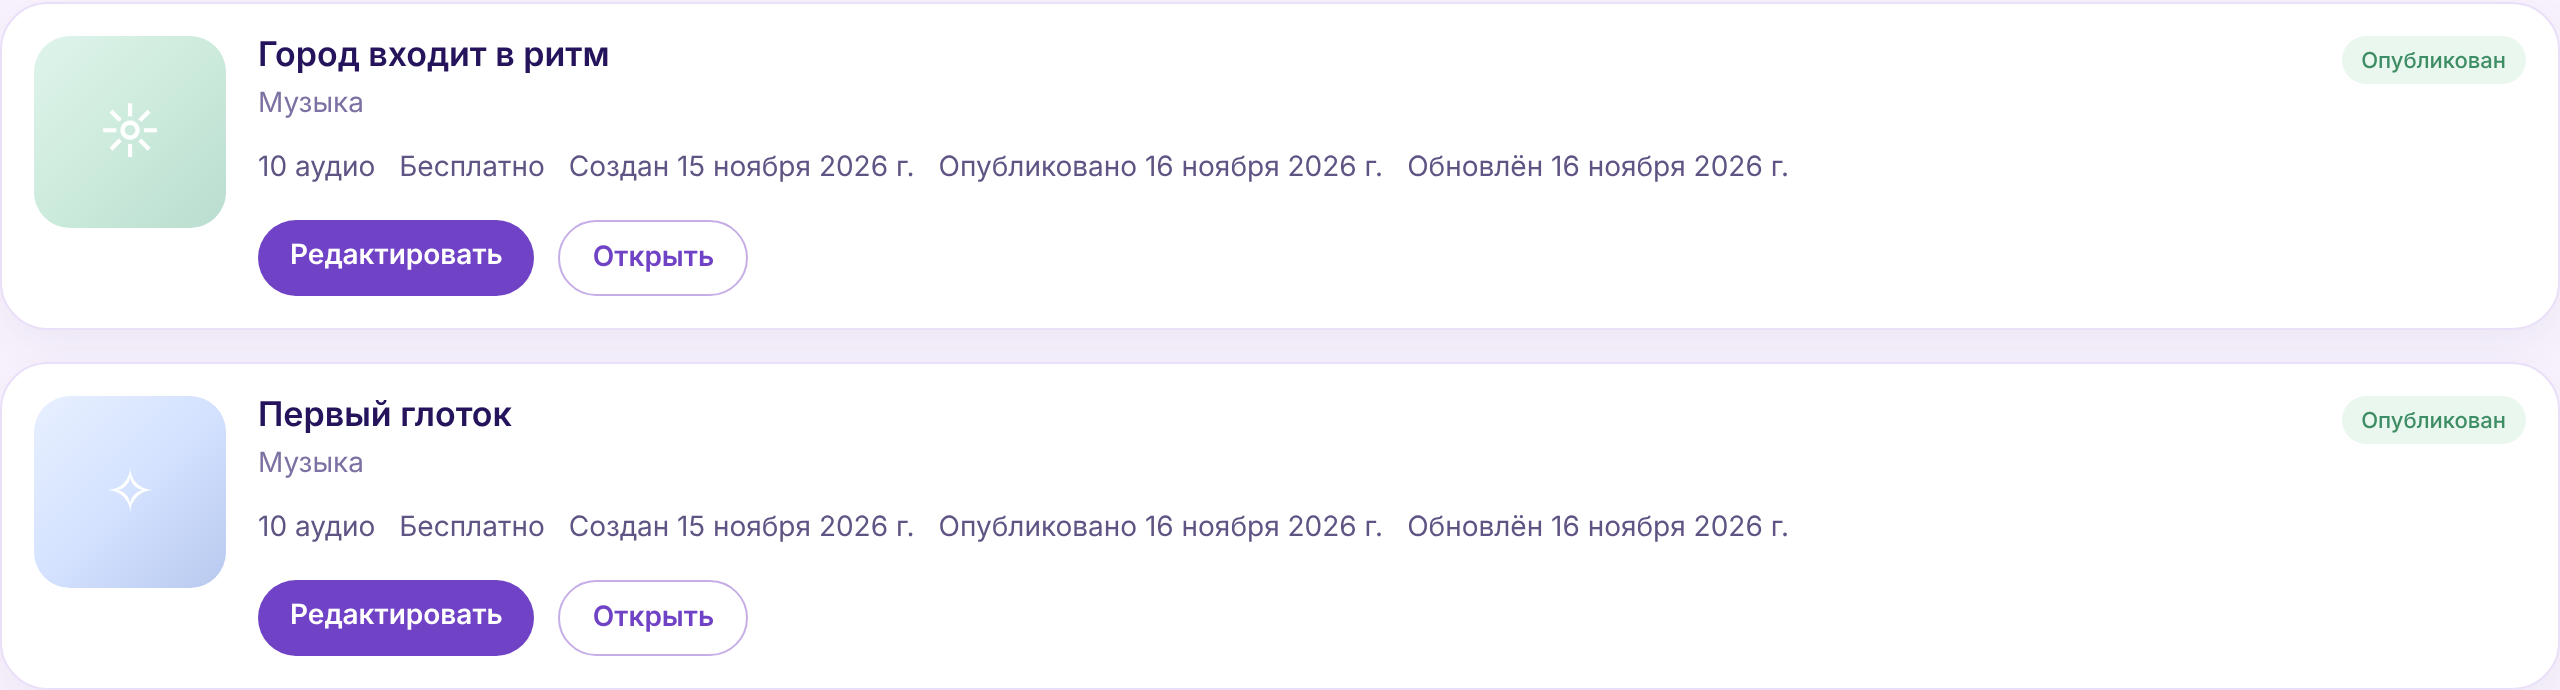 Город входит в ритм
Опубликован
Музыка
10 аудио Бесплатно Создан 15 ноября 2026 г. Опубликовано 16 ноября 2026 г. Обновлён 16 ноября 2026 г.
Редактировать Открыть
Первый глоток
Опубликован
Музыка
10 аудио Бесплатно Создан 15 ноября 2026 г. Опубликовано 16 ноября 2026 г. Обновлён 16 ноября 2026 г.
Редактировать Открыть